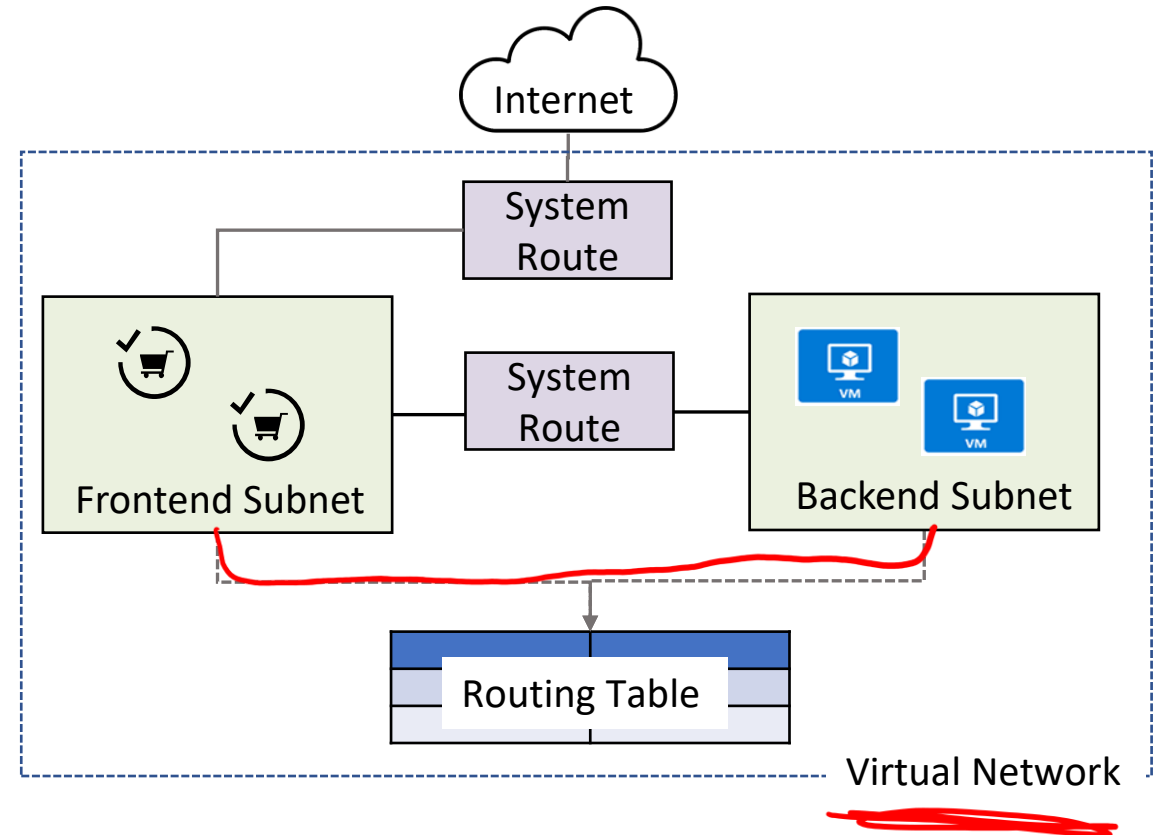 Internet
System
Route
System
Route
VM
VM
Frontend Subnet
Backend Subnet
Routing Table
Virtual Network